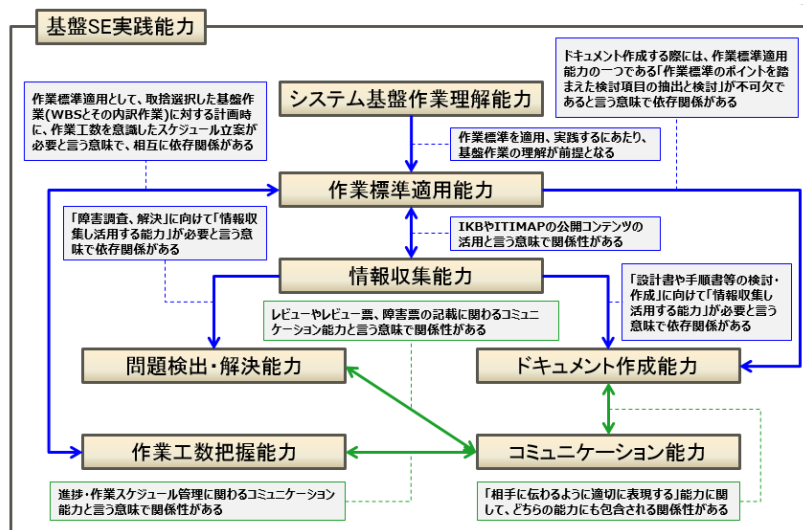 基盤SE実践能力
ドキュメント作成する際には、作業標準適用
能力の一つである「作業標準のポイントを踏
まえた検討項目の抽出と検討」が不可欠で
あると言う意味で依存関係がある
作業標準適用として、取捨選択した基盤作
業(WBSとその内訳作業)に対する計画時
に、作業工数を意識したスケジュール立案が
必要と言う意味で、相互に依存関係がある
システム基盤作業理解能力
作業標準を適用、実践するにあたり、
基盤作業の理解が前提となる
作業標準適用能力
「障害調査、解決」に向けて「情報収
集し活用する能力」が必要と言う意
味で依存関係がある
IKBやITIMAPの公開コンテンツの
活用と言う意味で関係性がある
情報収集能力
「設計書や手順書等の検討・
作成」に向けて「情報収集し
活用する能力」が必要と言う
意味で依存関係がある
レビューやレビュー票、障害票の記載に関わるコミュニ
ケーション能力と言う意味で関係性がある
問題検出・解決能力
ドキュメント作成能力
作業工数把握能力
コミュニケーション能力
進捗・作業スケジュール管理に関わるコミュニケーション
能力と言う意味で関係性がある
「相手に伝わるように適切に表現する」能力に関
して、どちらの能力にも包含される関係性がある